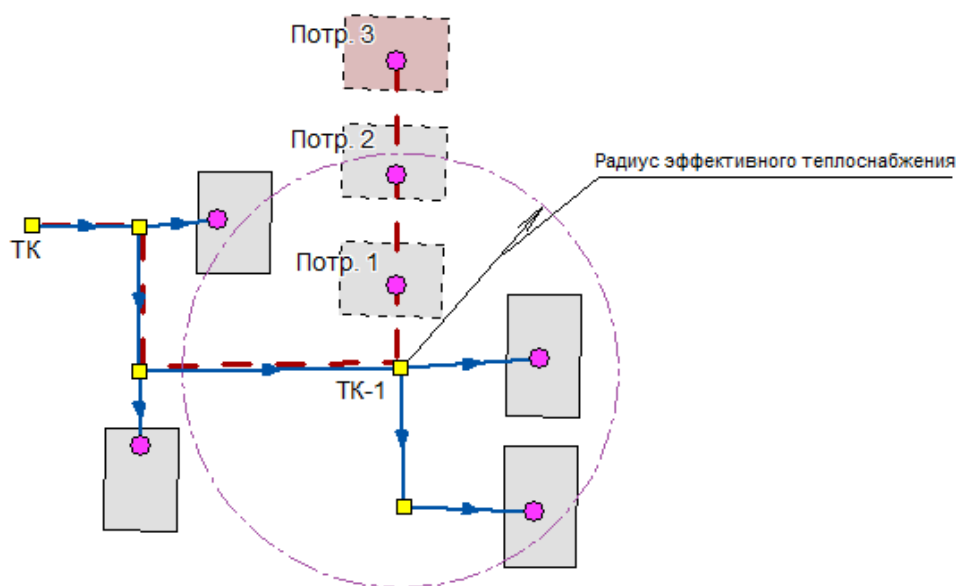 Потр. 3
Потр. 2
Радиус эффективного теплоснабжения
ТК
Потр. 1
ТК-1